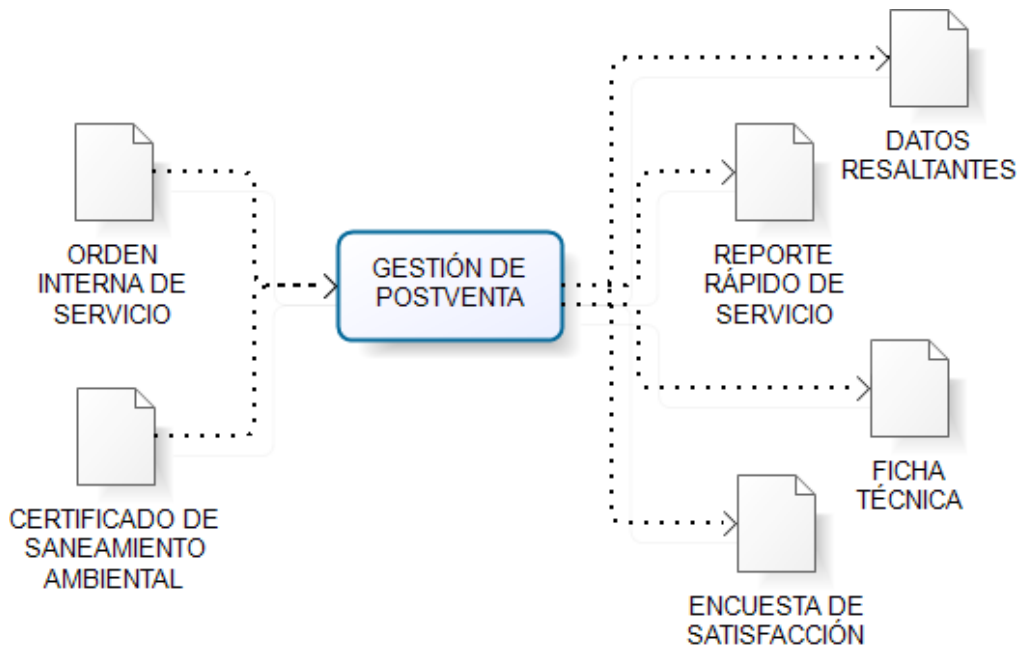 ORDEN
INTERNA DE
SERVICIO
CERTIFICADO DE
SANEAMIENTO
AMBIENTAL
GESTIÓN DE
POSTVENTA
DATOS
RESALTANTES
REPORTE
RÁPIDO DE
SERVICIO
FICHA
TÉCNICA
ENCUESTA DE
SATISFACCIÓN